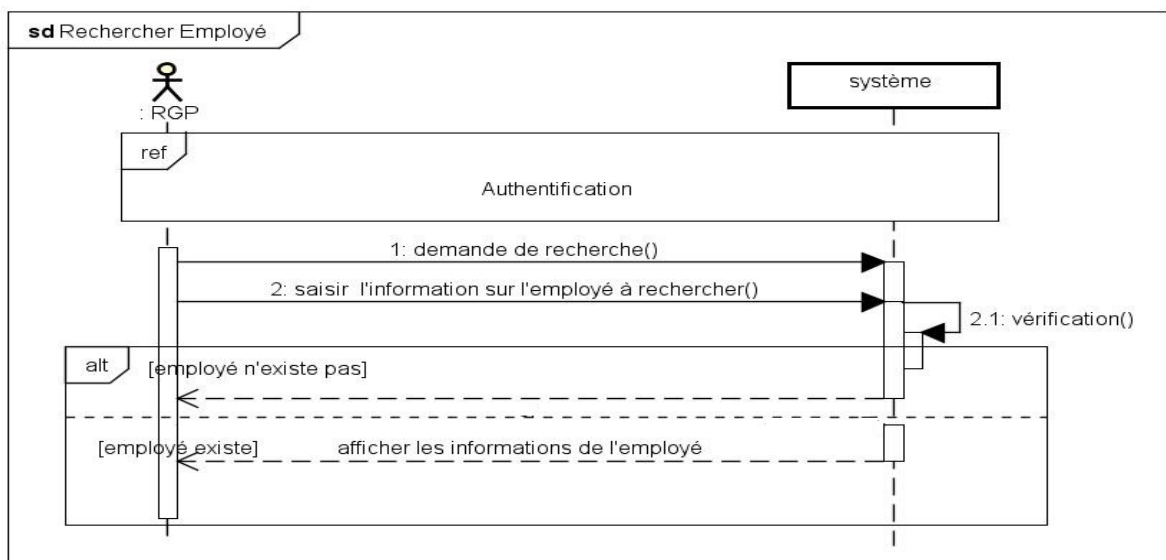 sd Rechercher Employé
système
: RGP
ref
Authentification
1: demande de recherche()
2: saisir l'information sur l'employé à rechercher()
2.1: vérification()
alt
[employé n'existe pas]
[employé existe]
afficher les informations de l'employé